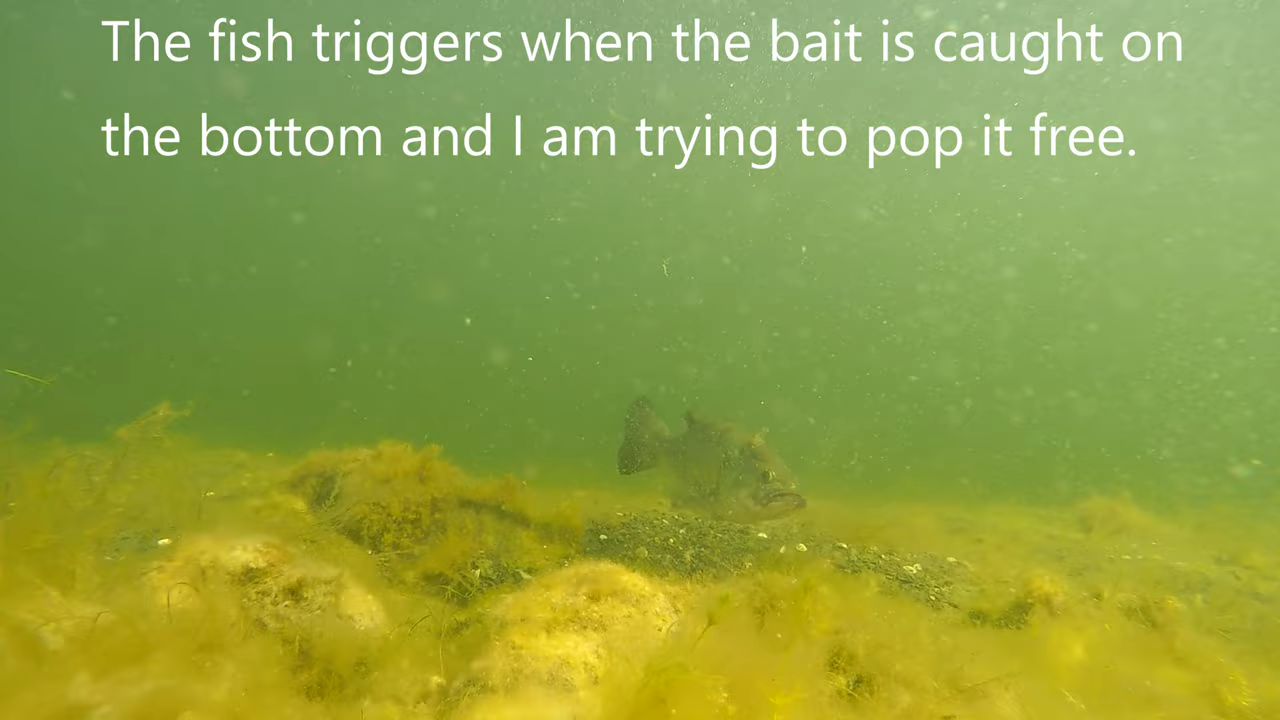 The fish triggers when the bait is caught on
the bottom and I am trying to pop it free.